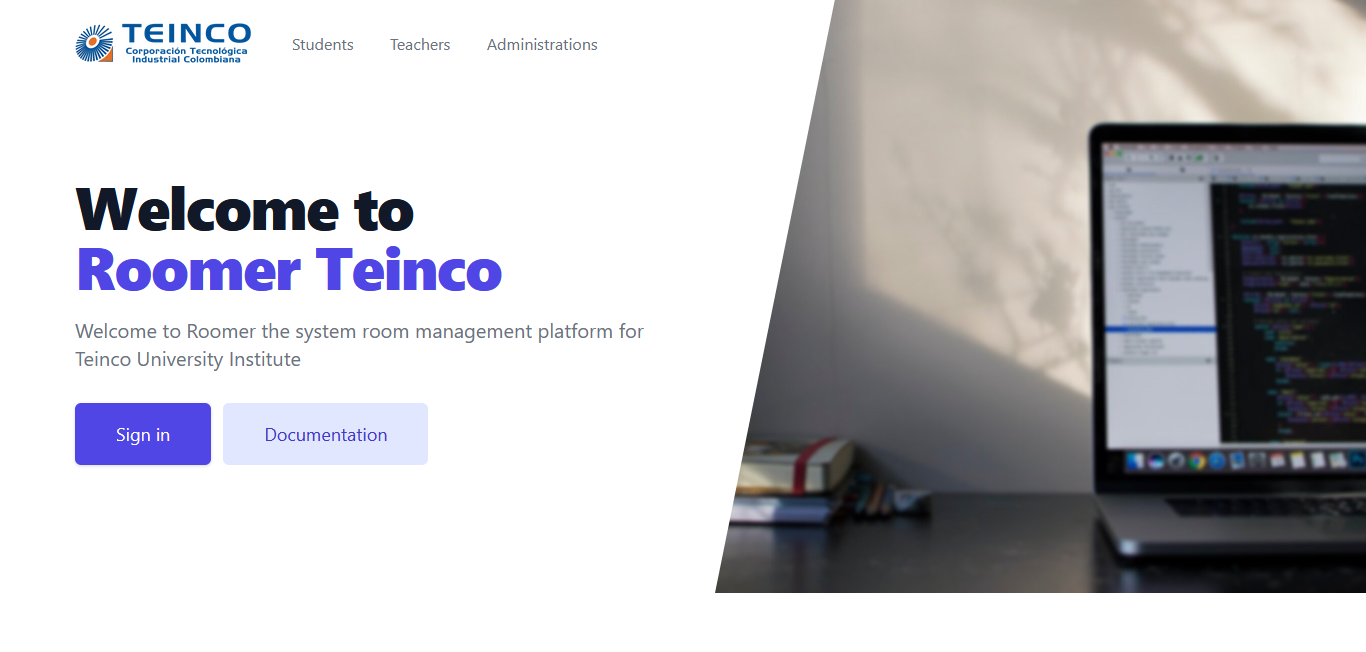 TEINCO
Corporación Tecnológica
Industrial Colombiana
Students Teachers Administrations
Welcome to
Roomer Teinco
Welcome to Roomer the system room management platform for
Teinco University Institute
Sign in Documentation